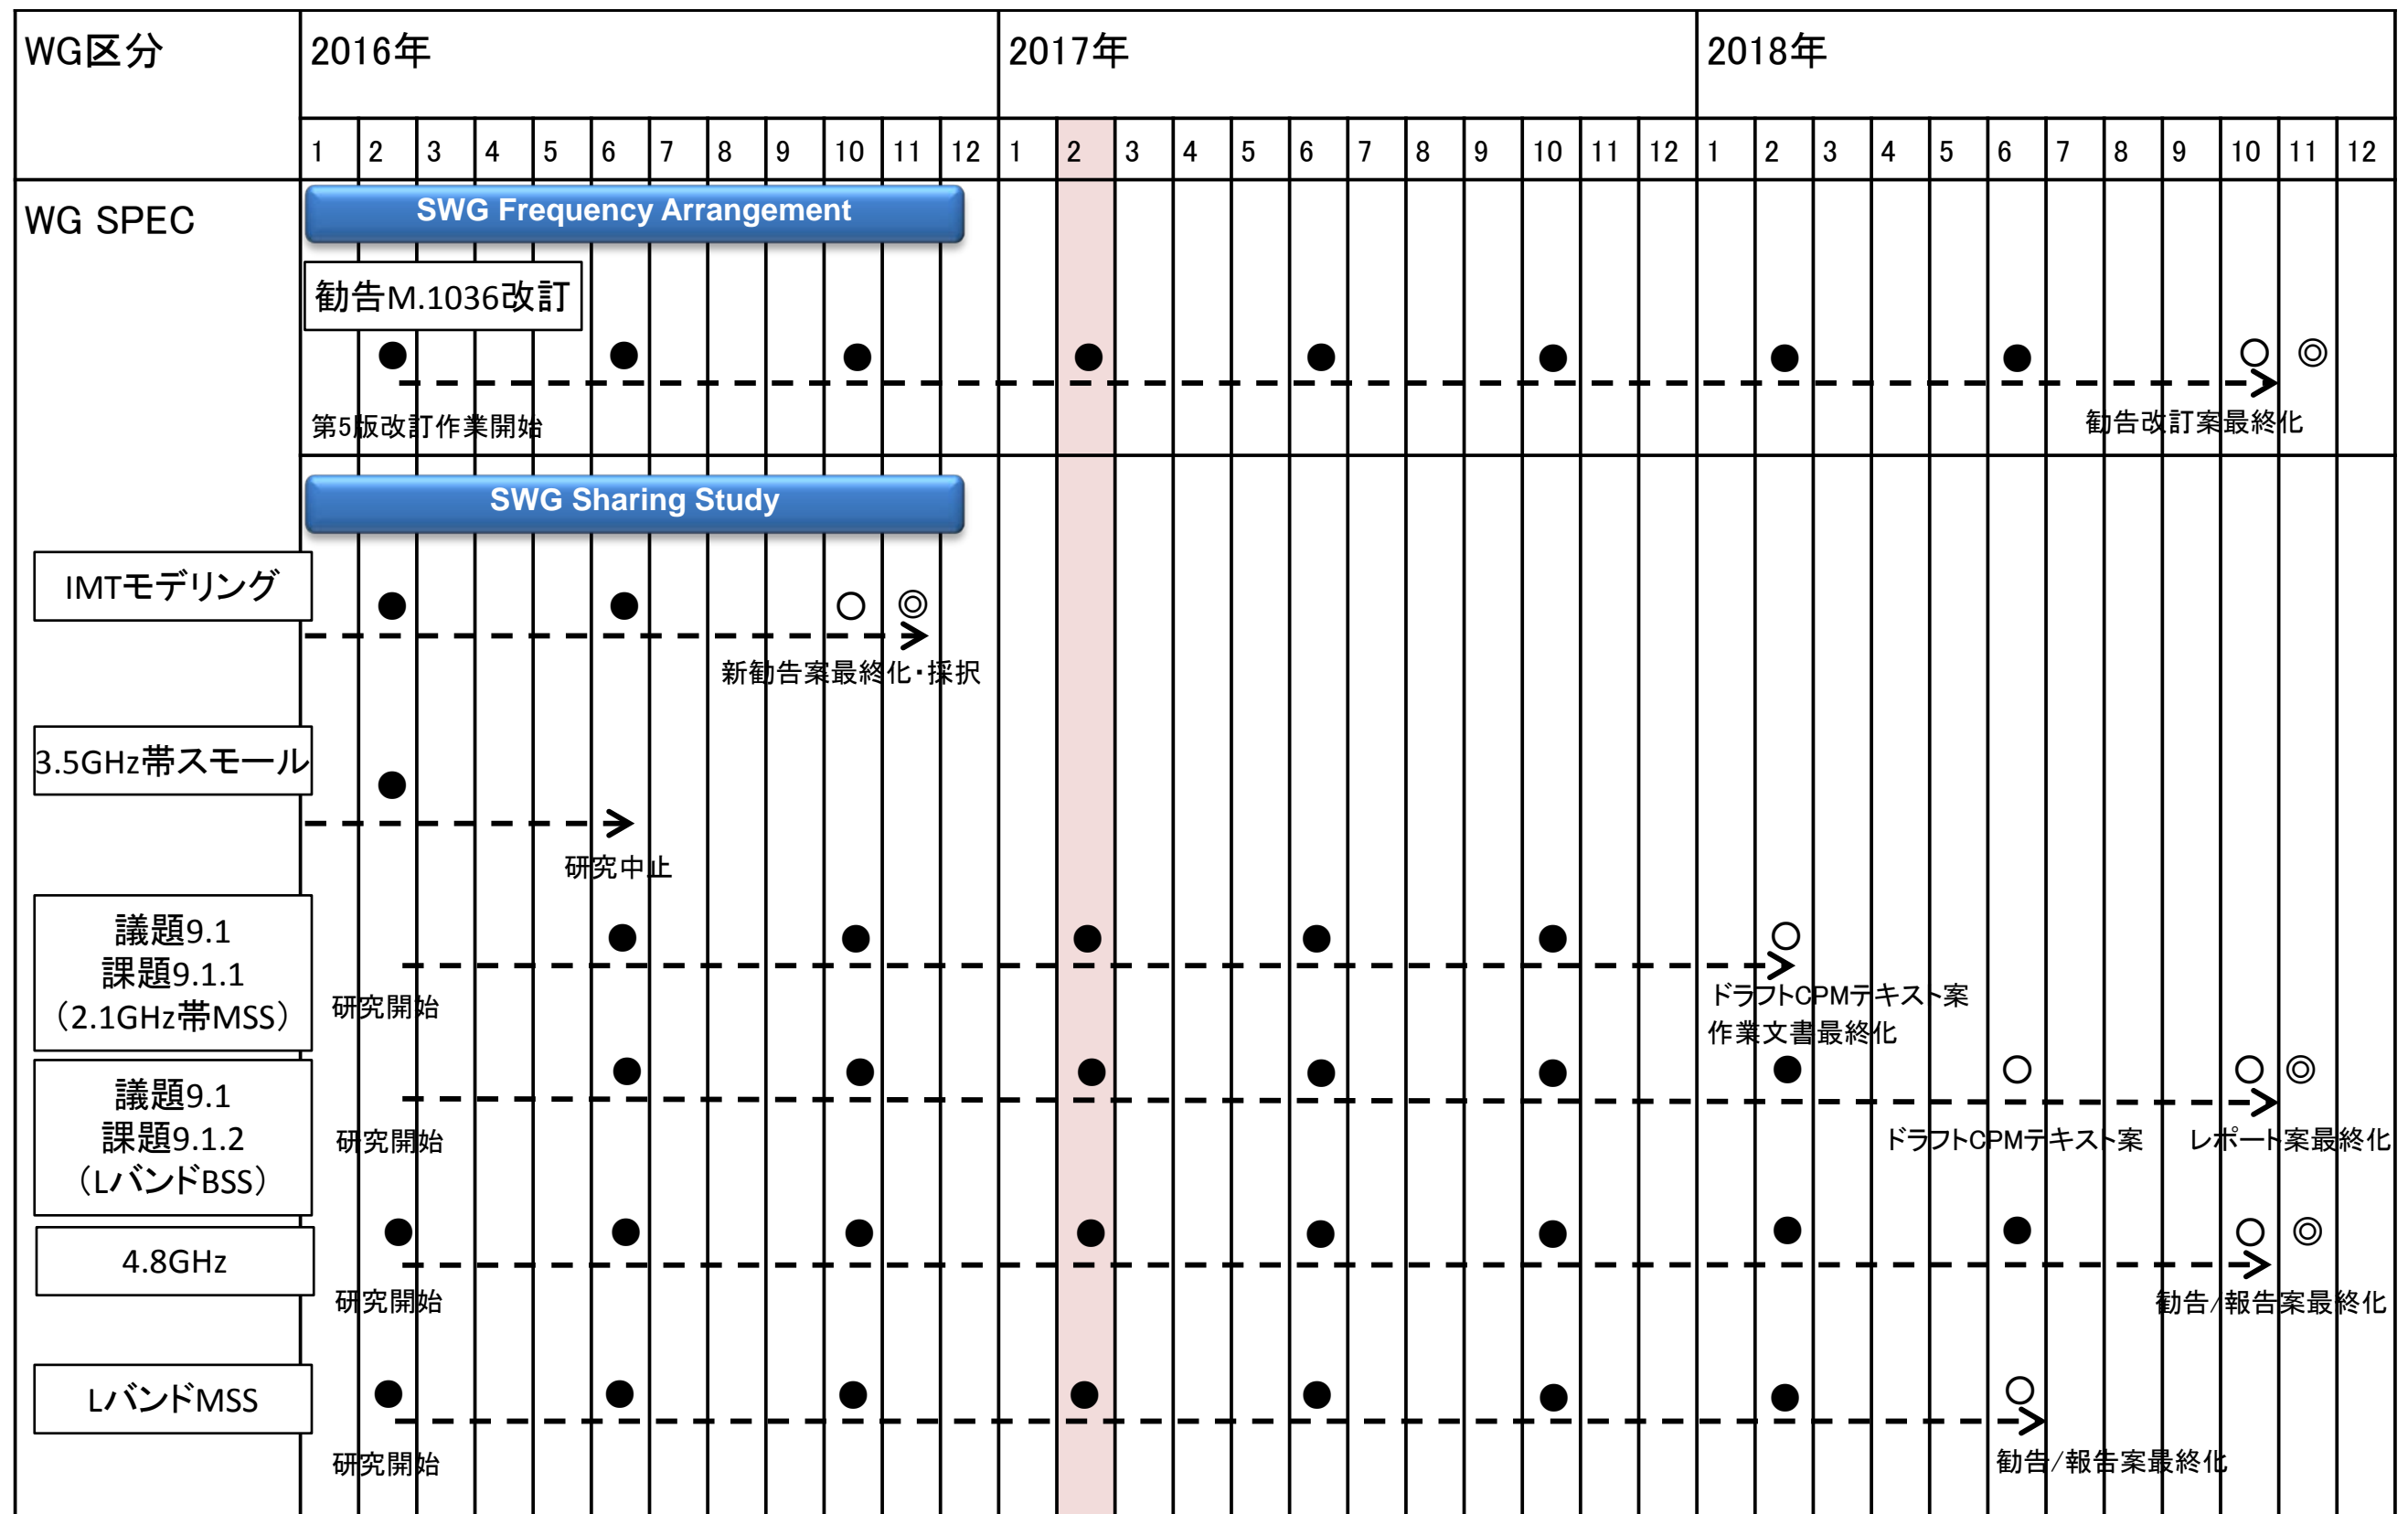 WG区分
2016年
2017年
2018年
1 2 3 4 5 6 7 8 9 10 11 12 1 2 3 4 5 6 7 8 9 10 11 12 1 2 3 4 5 6 7 8 9 10 11 12
WG SPEC
SWG Frequency Arrangement
勧告M.1036改訂
● ● ● ● ● ● ● ● ○ ◎
第5版改訂作業開始
勧告改訂案最終化
SWG Sharing Study
IMTモデリング
● ● ○ ◎
新勧告案最終化・採択
3.5GHz帯スモール
●
研究中止
議題9.1
課題9.1.1
（2.1GHz帯MSS）
● ● ● ● ● ○
研究開始
ドラフトCPMテキスト案
作業文書最終化
議題9.1
課題9.1.2
（LバンドBSS）
● ● ● ● ● ● ○ ○ ◎
研究開始
ドラフトCPMテキスト案
レポート案最終化
4.8GHz
● ● ● ● ● ● ● ● ○ ◎
研究開始
勧告/報告案最終化
LバンドMSS
● ● ● ● ● ● ● ○
研究開始
勧告/報告案最終化